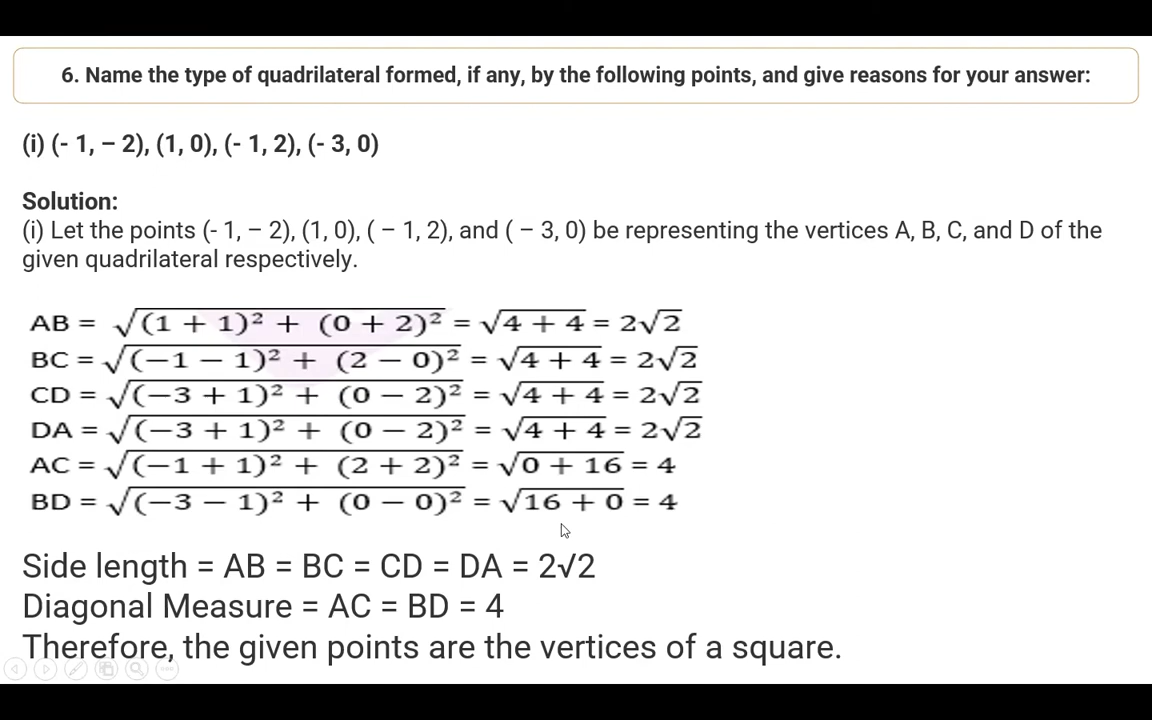 6. Name the type of quadrilateral formed, if any, by the following points, and give reasons for your answer:
(i) (- 1, – 2), (1, 0), (- 1, 2), (- 3, 0)
Solution:
(i) Let the points (- 1, – 2), (1, 0), ( – 1, 2), and ( – 3, 0) be representing the vertices A, B, C, and D of the
given quadrilateral respectively.
AB = √(1 + 1)² + (0 + 2)² = √4 + 4 = 2√2
BC = √(−1 − 1)² + (2 − 0)² = √4 + 4 = 2√2
CD = √(−3 + 1)² + (0 − 2)² = √4 + 4 = 2√2
DA = √(−3 + 1)² + (0 − 2)² = √4 + 4 = 2√2
AC = √(−1 + 1)² + (2 + 2)² = √0 + 16 = 4
BD = √(−3 − 1)² + (0 − 0)² = √16 + 0 = 4
Side length = AB = BC = CD = DA = 2√2
Diagonal Measure = AC = BD = 4
Therefore, the given points are the vertices of a square.